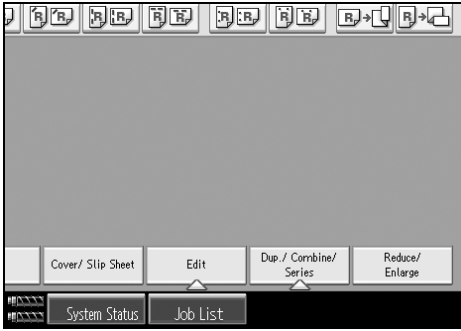 R R R R R R R R R R R R
Cover/ Slip Sheet
Edit
Dup./ Combine/
Series
Reduce/
Enlarge
System Status
Job List